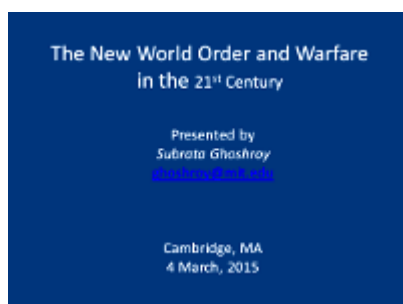 The New World Order and Warfare
in the 21st Century
Presented by
Subrata Ghoshroy
ghoshroy@mit.edu
Cambridge, MA
4 March, 2015